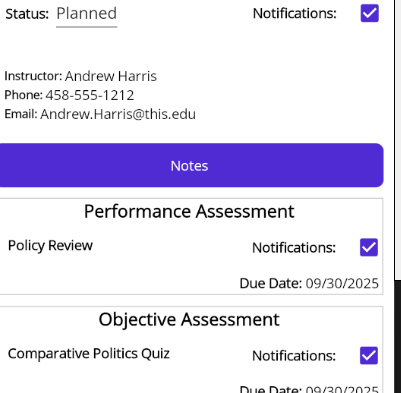 Status: Planned Notifications:
Instructor: Andrew Harris
Phone: 458-555-1212
Email: Andrew.Harris@this.edu
Notes
Performance Assessment
Policy Review Notifications:
Due Date: 09/30/2025
Objective Assessment
Comparative Politics Quiz Notifications:
Due Date: 09/30/2025